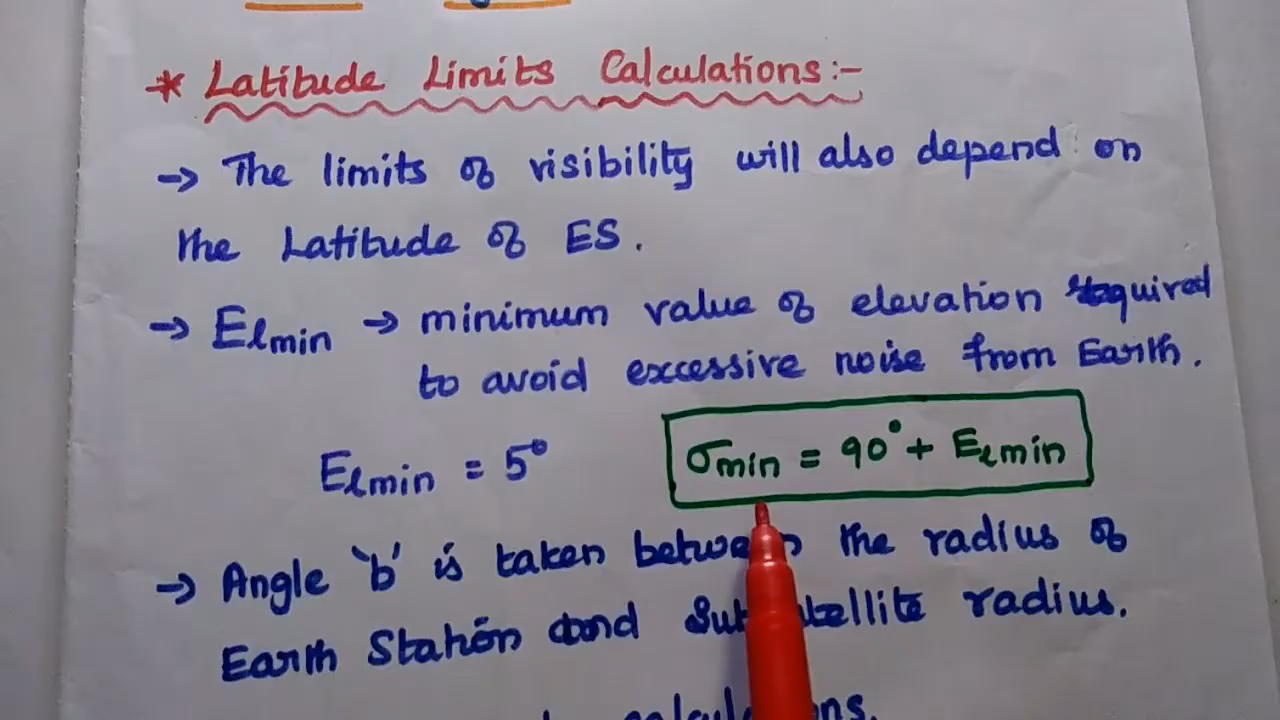 * Latitude Limits Calculations:-
→ The limits of visibility will also depend on
the Latitude of ES.
→ Elmin → minimum value of elevation required
to avoid excessive noise from Earth.
Elmin = 5°
σmin = 90° + Elmin
→ Angle 'b' is taken between the radius of
Earth Station and Subsatellite radius.